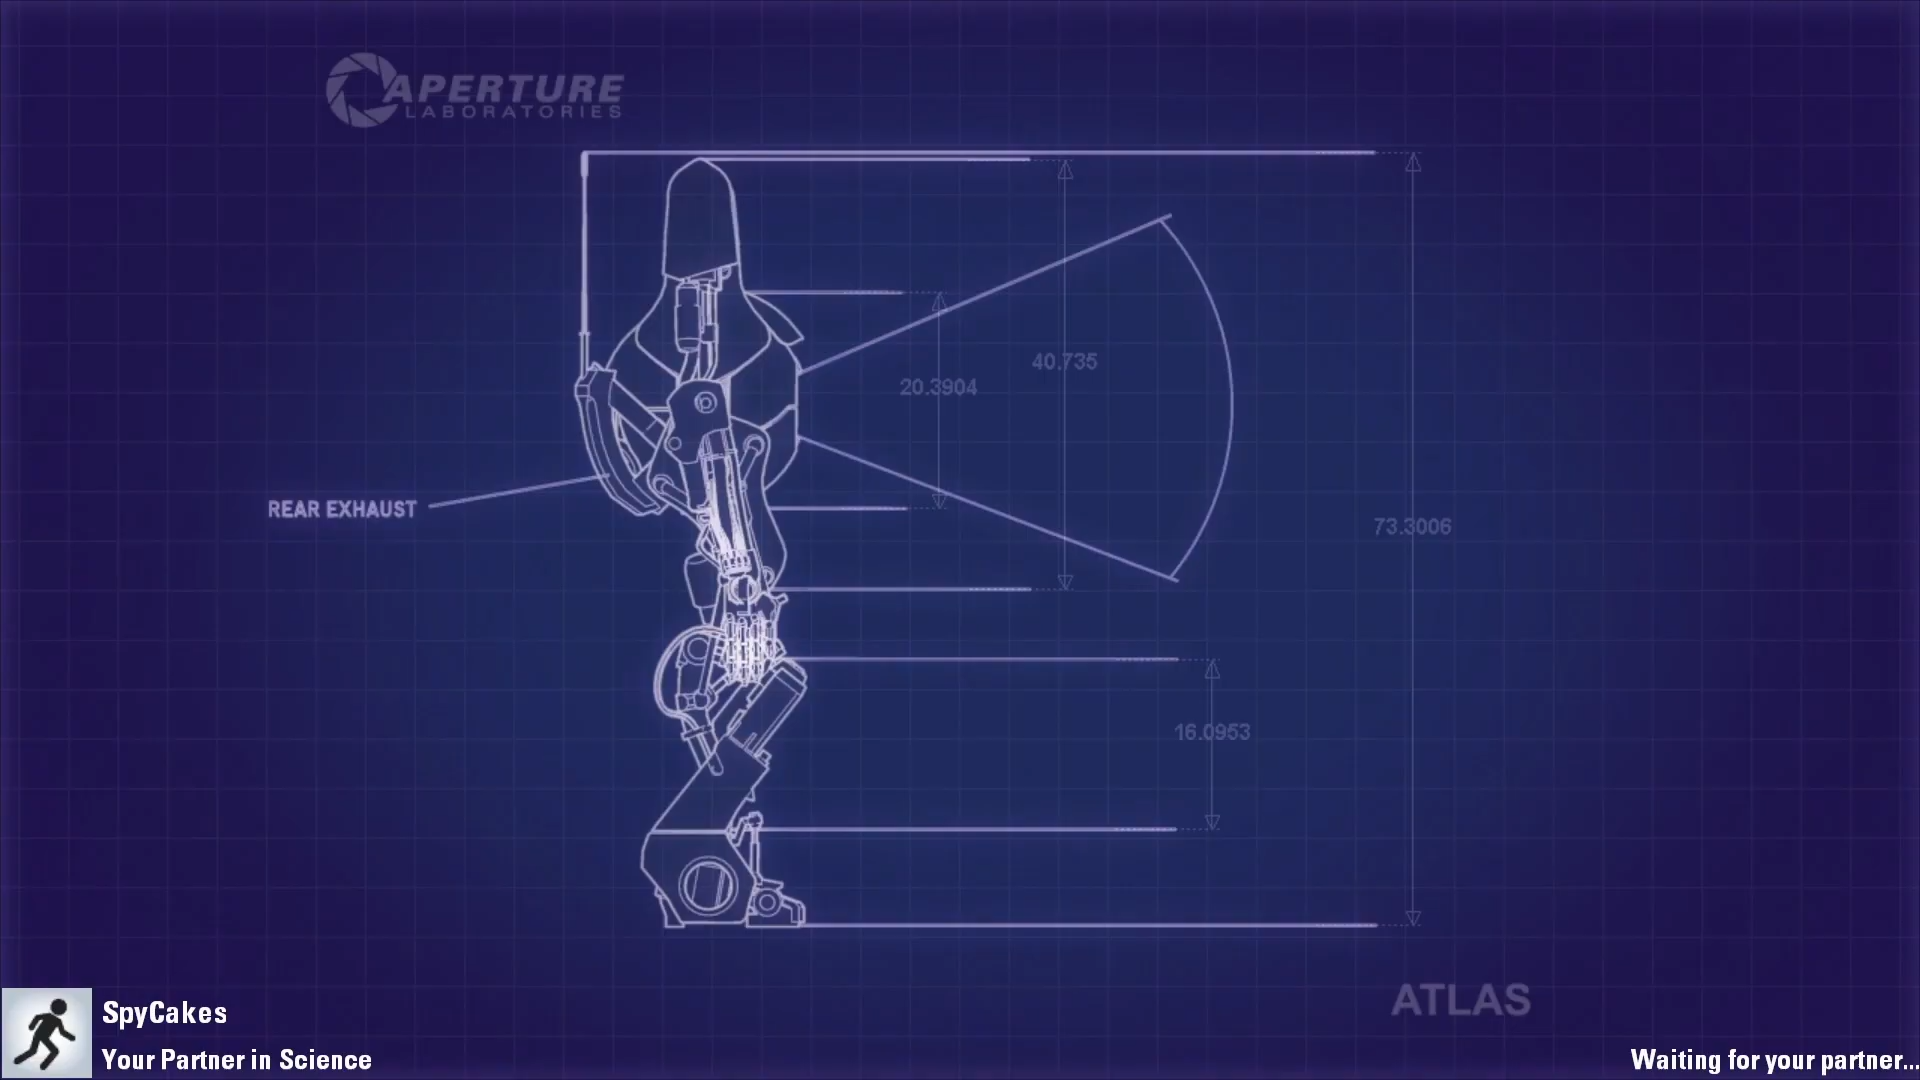 APERTURE
LABORATORIES
40.735
20.3904
REAR EXHAUST
73.3006
16.0953
ATLAS
SpyCakes
Your Partner in Science
Waiting for your partner...